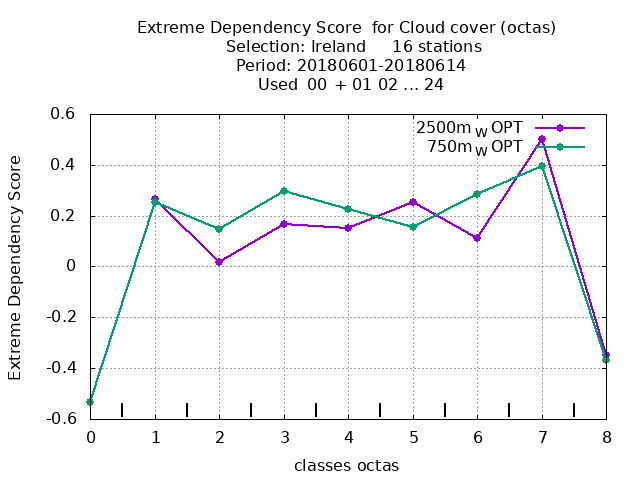 Extreme Dependency Score  for Cloud cover (octas)
Selection: Ireland     16 stations
Period: 20180601-20180614
Used  00  + 01 02 ... 24
2500m W OPT
750m W OPT
Extreme Dependency Score
0.6
0.4
0.2
0
-0.2
-0.4
-0.6
0 1 2 3 4 5 6 7 8
classes octas